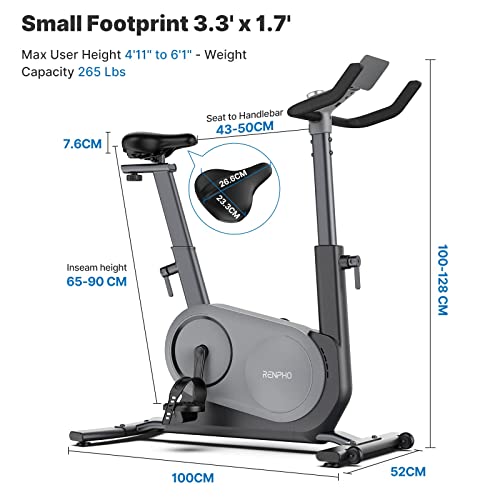 Small Footprint 3.3' x 1.7'
Max User Height 4'11" to 6'1" - Weight
Capacity 265 Lbs
Seat to Handlebar
43-50CM
7.6CM
26.6CM
23.3CM
Inseam height
65-90 CM
100-128 CM
RENPHO
100CM
52CM